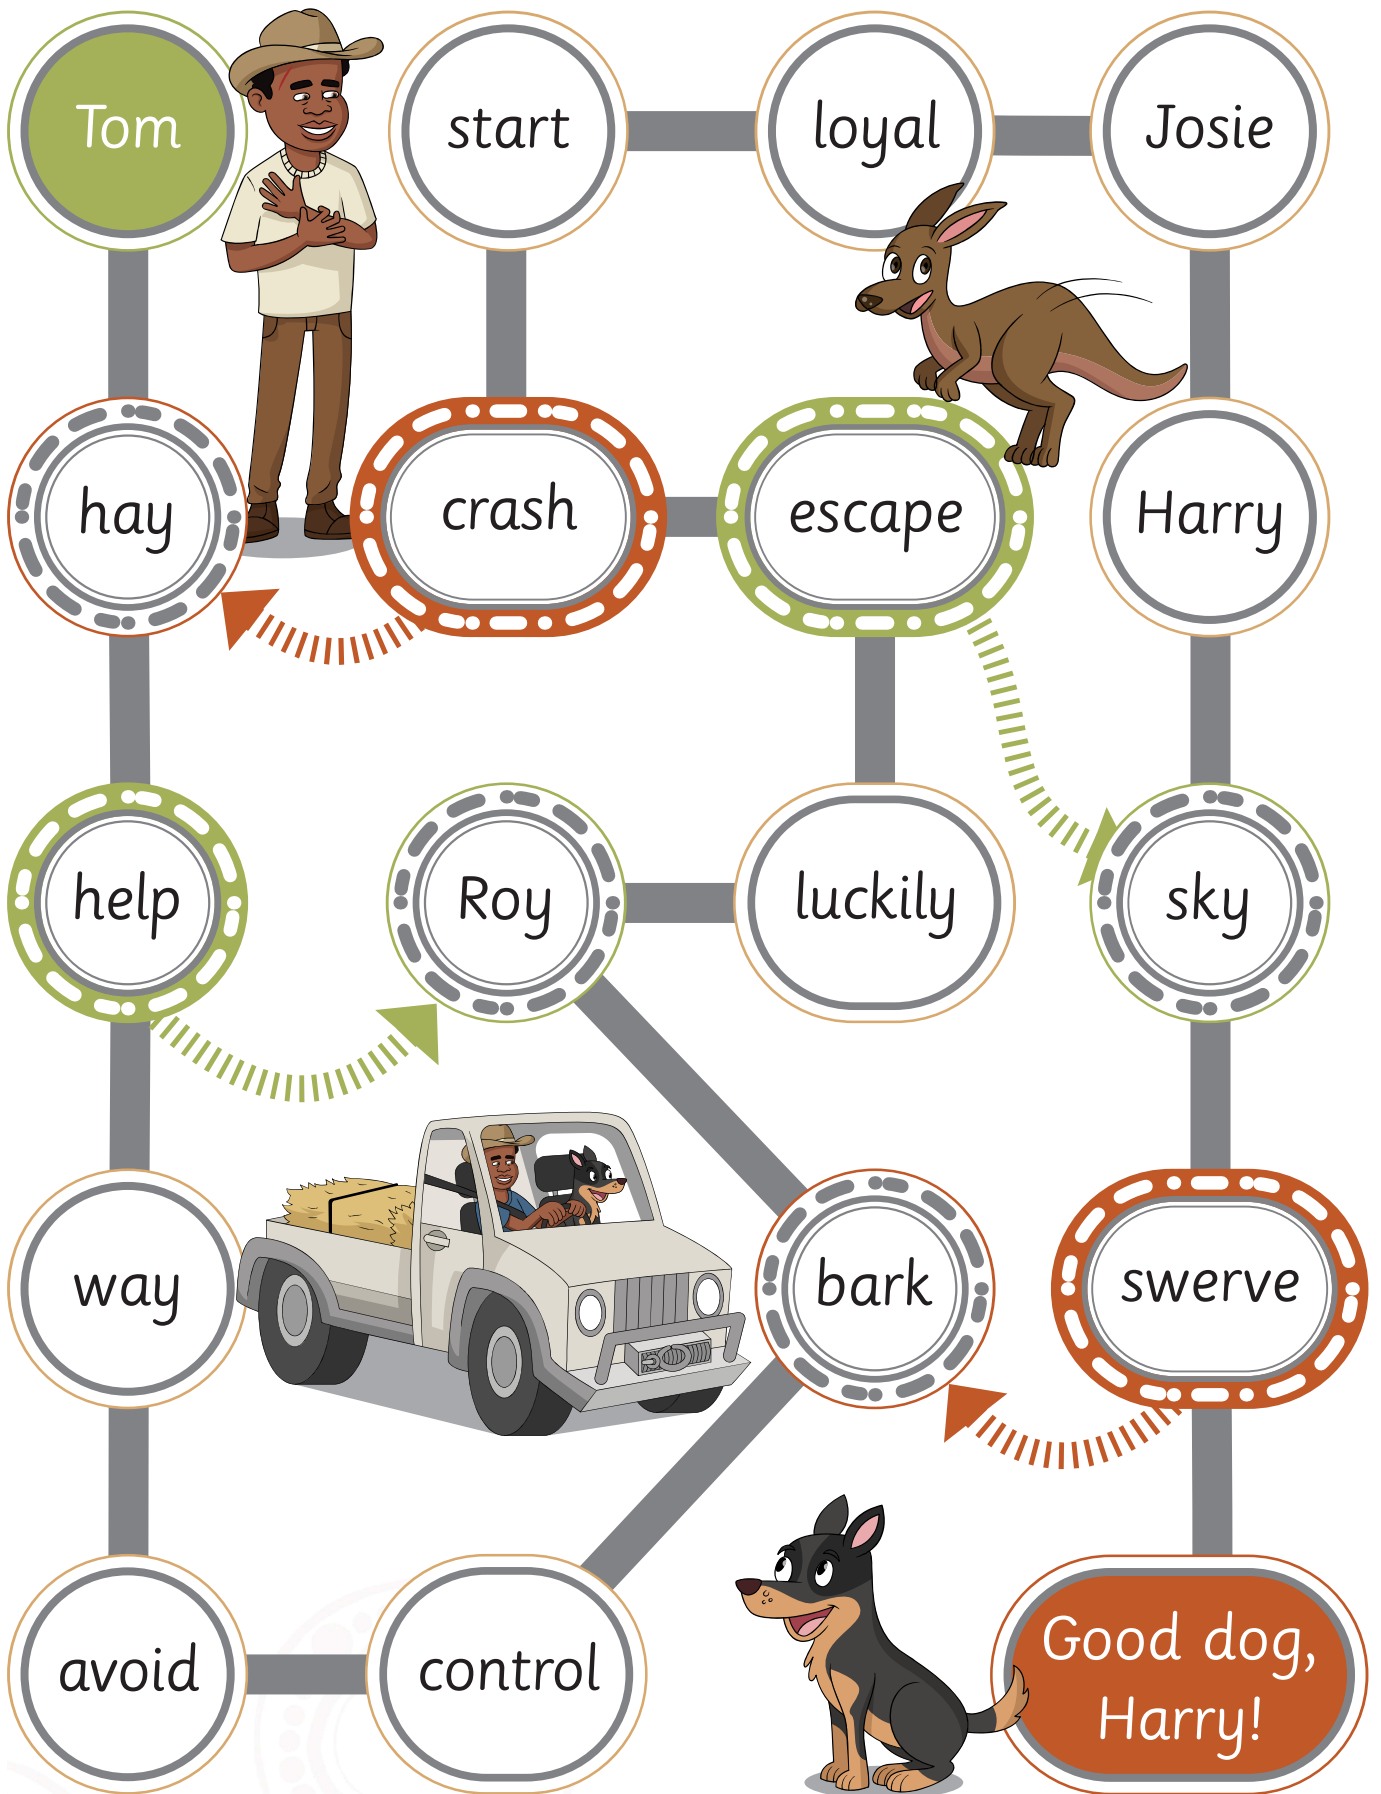 Tom
start
loyal
Josie
hay
crash
escape
Harry
help
Roy
luckily
sky
way
bark
swerve
avoid
control
Good dog,
Harry!